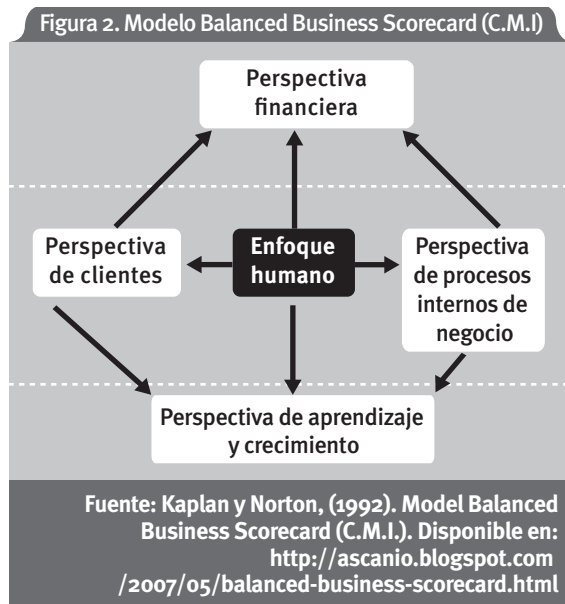 Figura 2. Modelo Balanced Business Scorecard (C.M.I)
Perspectiva
financiera
Perspectiva
de clientes
Enfoque
humano
Perspectiva
de procesos
internos de
negocio
Perspectiva de aprendizaje
y crecimiento
Fuente: Kaplan y Norton, (1992). Model Balanced
Business Scorecard (C.M.I.). Disponible en:
http://ascanio.blogspot.com
/2007/05/balanced-business-scorecard.html